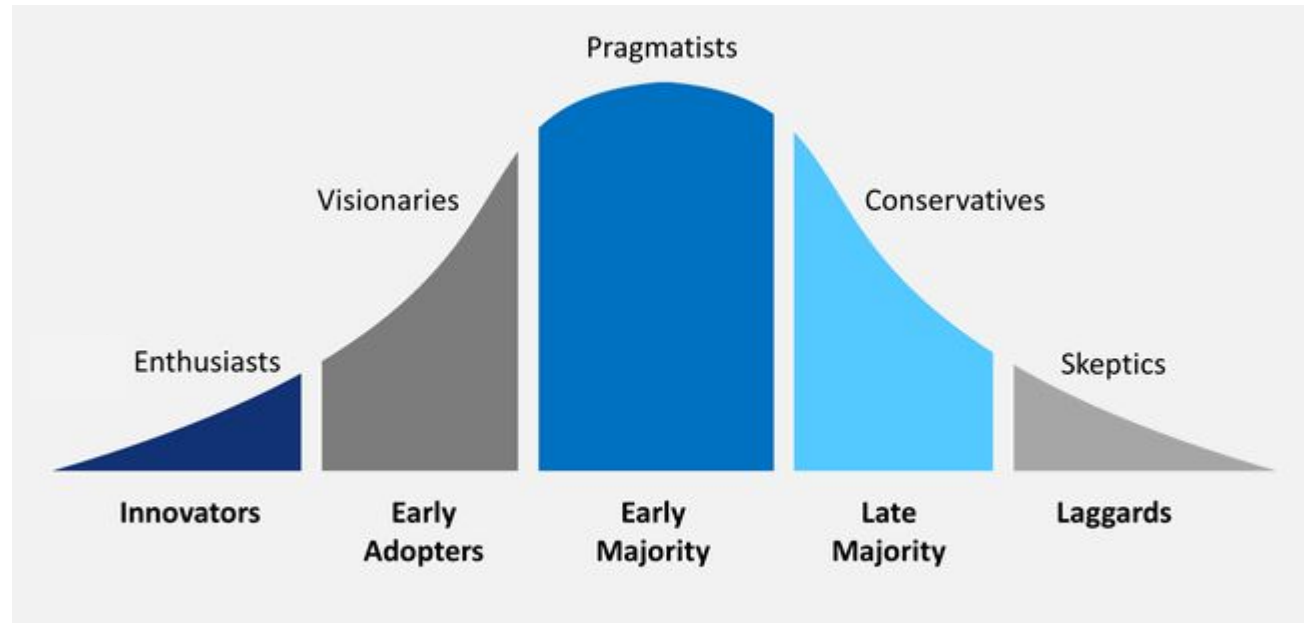 Pragmatists
Visionaries
Conservatives
Enthusiasts
Skeptics
Innovators
Early
Adopters
Early
Majority
Late
Majority
Laggards